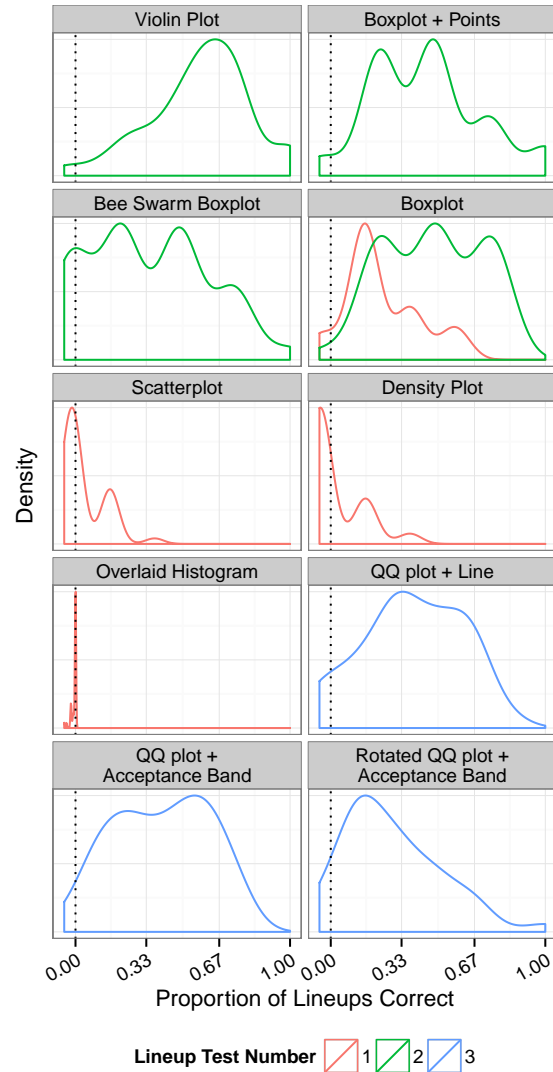 Violin Plot
Boxplot + Points
Bee Swarm Boxplot
Boxplot
Scatterplot
Density Plot
Overlaid Histogram
QQ plot + Line
QQ plot +
Acceptance Band
Rotated QQ plot +
Acceptance Band
Density
0.00 0.33 0.67 1.00
0.00 0.33 0.67 1.00
Proportion of Lineups Correct
Lineup Test Number 1 2 3